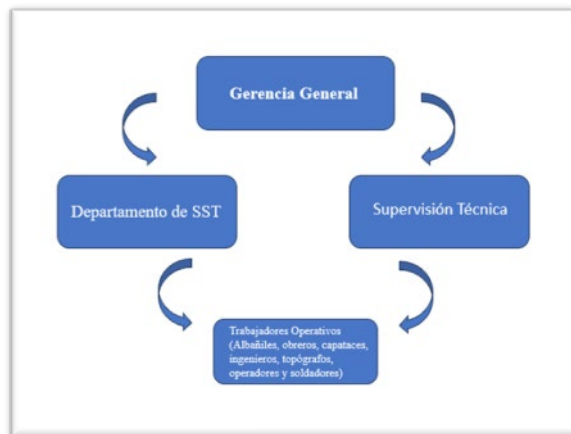 Gerencia General
Departamento de SST
Supervisión Técnica
Trabajadores Operativos
(Albañiles, obreros, capataces,
ingenieros, topógrafos,
operadores y soldadores)